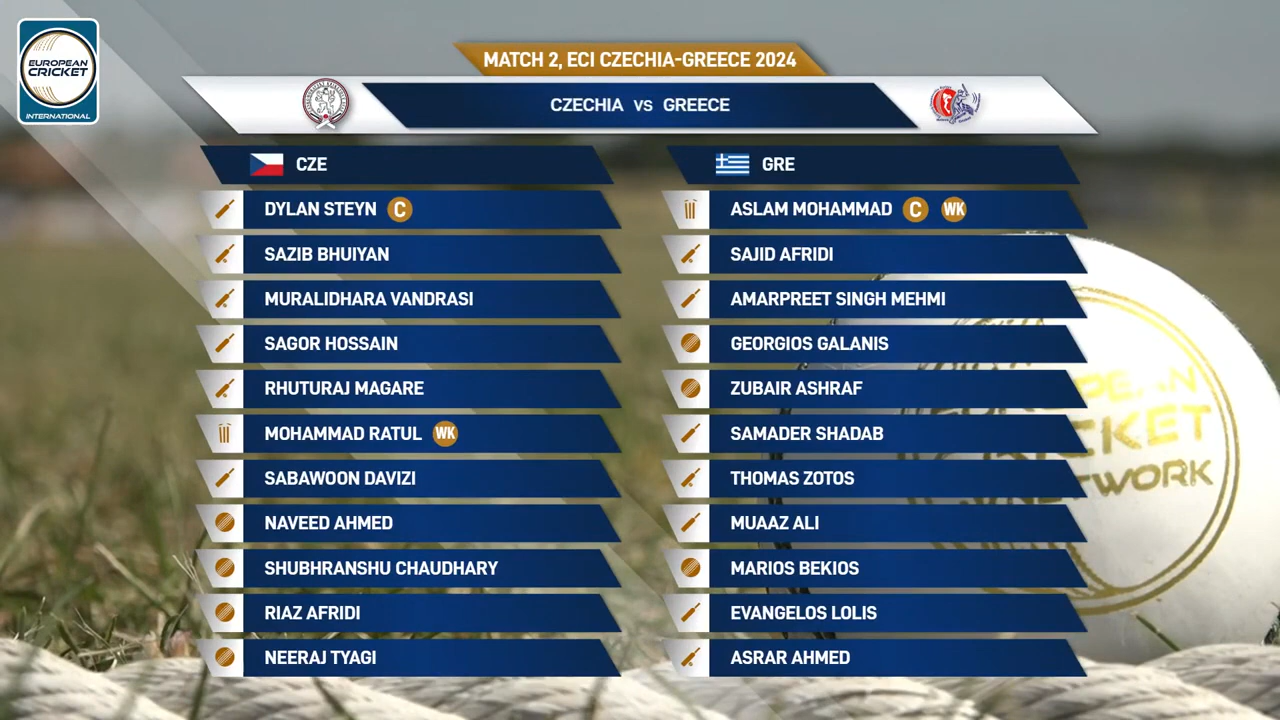 EUROPEAN
CRICKET
INTERNATIONAL
MATCH 2, ECI CZECHIA-GREECE 2024
CZECHIA VS GREECE
CZE
DYLAN STEYN C
SAZIB BHUIYAN
MURALIDHARA VANDRASI
SAGOR HOSSAIN
RHUTURAJ MAGARE
MOHAMMAD RATUL WK
SABAWOON DAVIZI
NAVEED AHMED
SHUBHRANSHU CHAUDHARY
RIAZ AFRIDI
NEERAJ TYAGI
GRE
ASLAM MOHAMMAD C WK
SAJID AFRIDI
AMARPREET SINGH MEHMI
GEORGIOS GALANIS
ZUBAIR ASHRAF
SAMADER SHADAB
THOMAS ZOTOS
MUAAZ ALI
MARIOS BEKIOS
EVANGELOS LOLIS
ASRAR AHMED
EUROPEAN
CRICKET
NETWORK